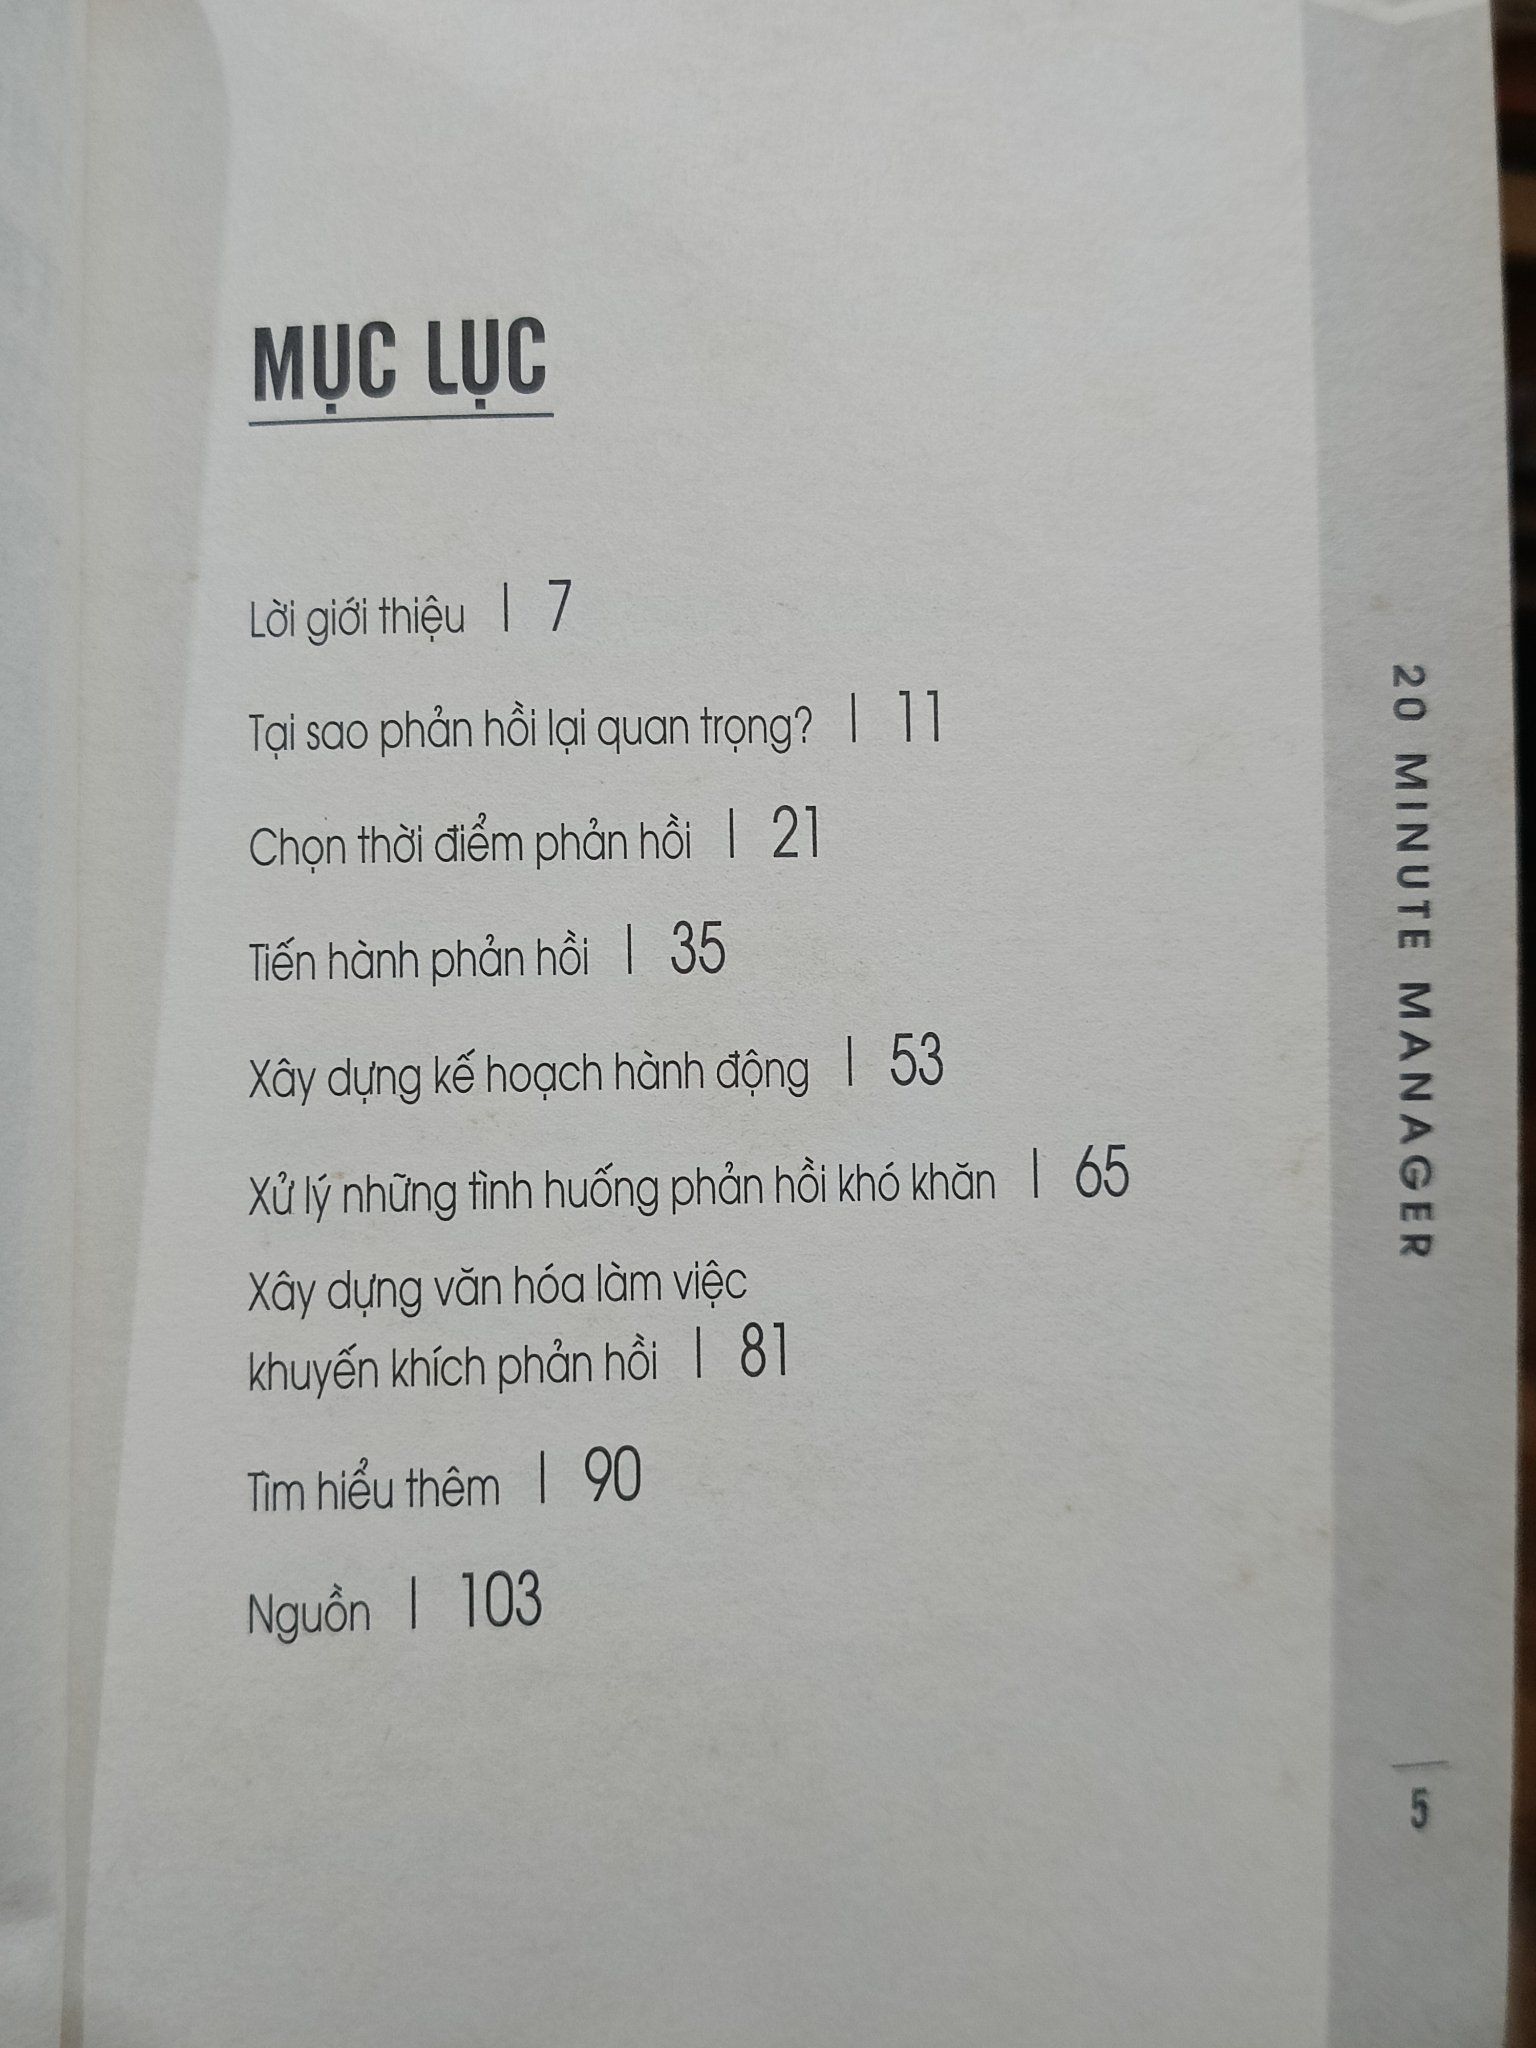 MỤC LỤC
Lời giới thiệu | 7
Tại sao phản hồi lại quan trọng? | 11
Chọn thời điểm phản hồi | 21
Tiến hành phản hồi | 35
Xây dựng kế hoạch hành động | 53
Xử lý những tình huống phản hồi khó khăn | 65
Xây dựng văn hóa làm việc
khuyến khích phản hồi | 81
Tìm hiểu thêm | 90
Nguồn | 103
20 MINUTE MANAGER
5